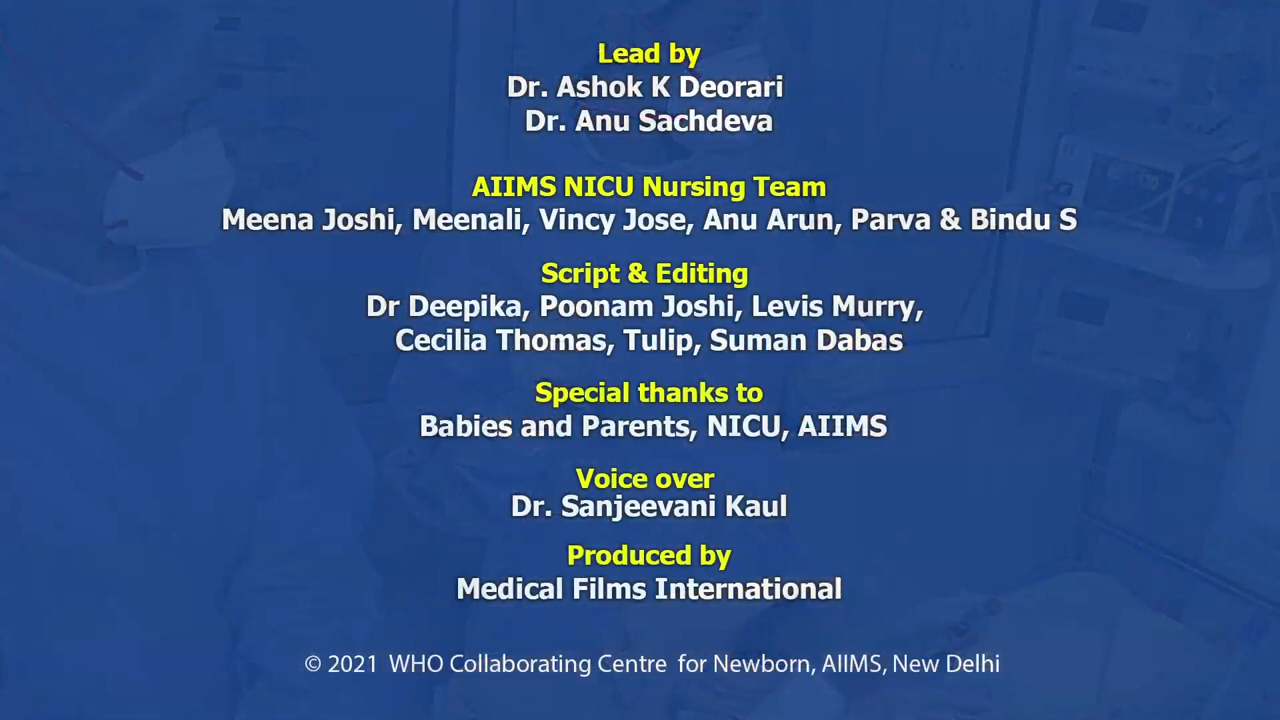 Lead by
Dr. Ashok K Deorari
Dr. Anu Sachdeva
AIIMS NICU Nursing Team
Meena Joshi, Meenali, Vincy Jose, Anu Arun, Parva & Bindu S
Script & Editing
Dr Deepika, Poonam Joshi, Levis Murry,
Cecilia Thomas, Tulip, Suman Dabas
Special thanks to
Babies and Parents, NICU, AIIMS
Voice over
Dr. Sanjeevani Kaul
Produced by
Medical Films International
© 2021 WHO Collaborating Centre for Newborn, AIIMS, New Delhi